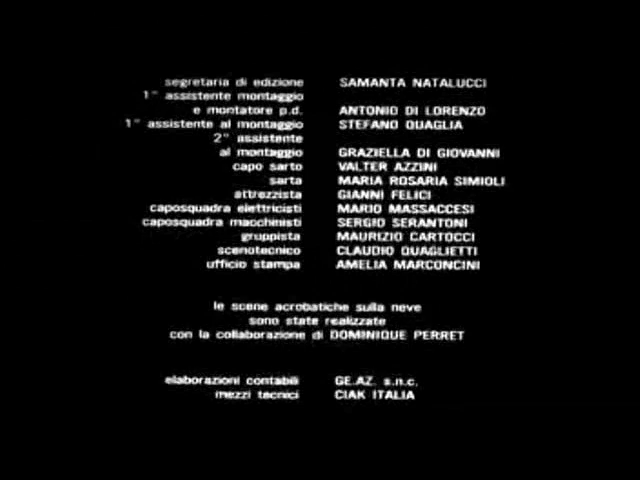 segretaria di edizione SAMANTA NATALUCCI
1° assistente montaggio
e montatore p.d. ANTONIO DI LORENZO
1° assistente al montaggio STEFANO QUAGLIA
2° assistente
al montaggio GRAZIELLA DI GIOVANNI
capo sarto VALTER AZZINI
sarta MARIA ROSARIA SIMIOLI
attrezzista GIANNI FELICI
caposquadra elettricisti MARIO MASSACCESI
caposquadra macchinisti SERGIO SERANTONI
gruppista MAURIZIO CARTOCCI
scenotecnico CLAUDIO QUAGLIETTI
ufficio stampa AMELIA MARCONCINI
le scene acrobatiche sulla neve
sono state realizzate
con la collaborazione di DOMINIQUE PERRET
elaborazioni contabili GE.AZ. s.n.c.
mezzi tecnici CIAK ITALIA